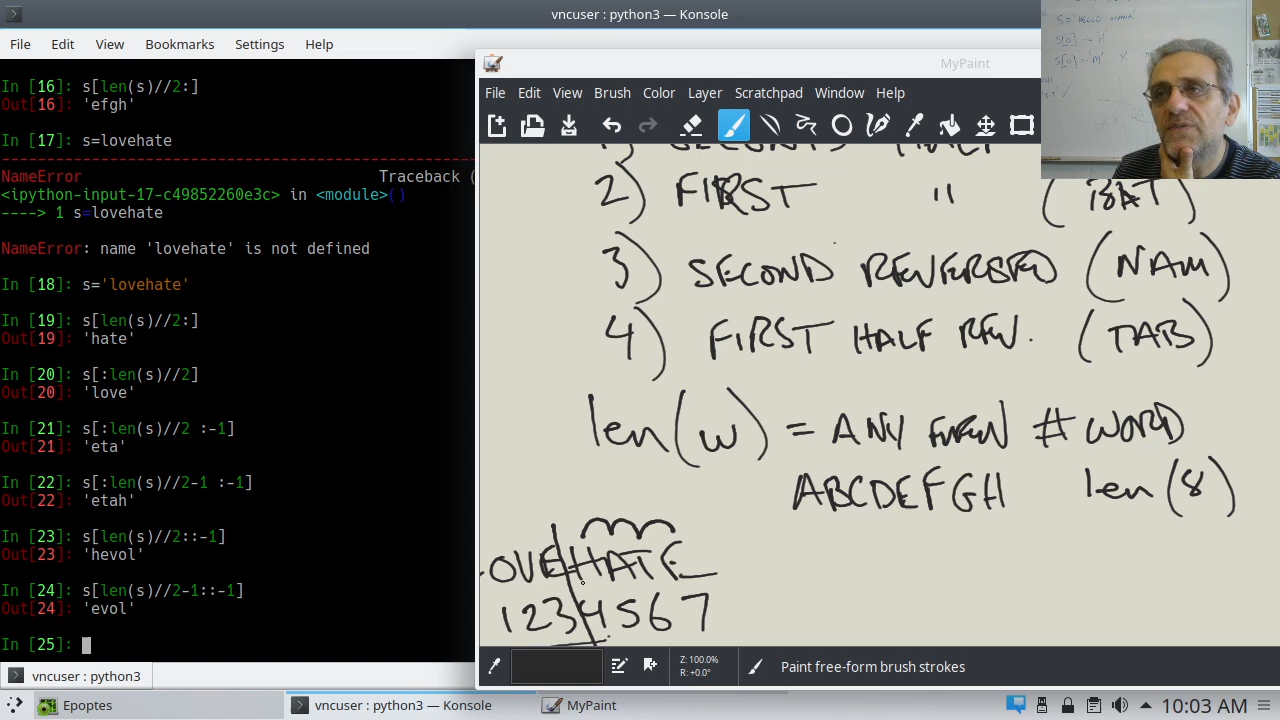 vncuser : python3 — Konsole
File Edit View Bookmarks Settings Help
In [16]: s[len(s)//2:]
Out[16]: 'efgh'
In [17]: s=lovehate
NameError Traceback (
<ipython-input-17-c49852260e3c> in <module>()
----> 1 s=lovehate
NameError: name 'lovehate' is not defined
In [18]: s='lovehate'
In [19]: s[len(s)//2:]
Out[19]: 'hate'
In [20]: s[:len(s)//2]
Out[20]: 'love'
In [21]: s[:len(s)//2 :-1]
Out[21]: 'eta'
In [22]: s[:len(s)//2-1 :-1]
Out[22]: 'etah'
In [23]: s[len(s)//2::-1]
Out[23]: 'hevol'
In [24]: s[len(s)//2-1::-1]
Out[24]: 'evol'
In [25]:
vncuser : python3
MyPaint
File Edit View Brush Color Layer Scratchpad Window Help
2) FIRST " (BAT)
3) SECOND REVERSED (NAM)
4) FIRST HALF REV. (TAB)
len(w) = ANY EVEN # WORD
ABCDEFGH len(8)
OVEHATE
1234567
Z: 100.0%
R: +0.0°
Paint free-form brush strokes
Epoptes
vncuser : python3 — Konsole
MyPaint
10:03 AM